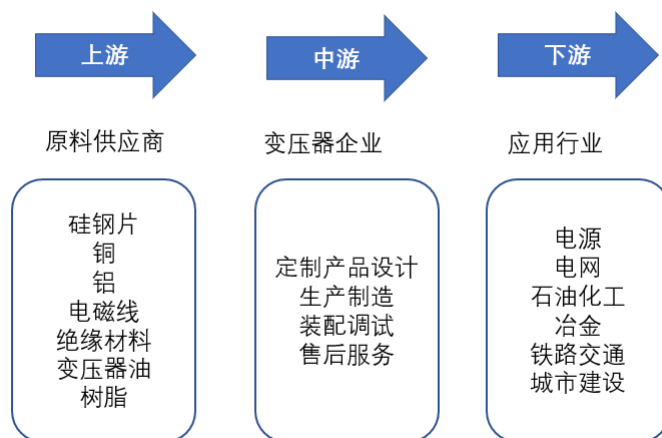 上游
中游
下游
原料供应商
变压器企业
应用行业
硅钢片
铜
铝
电磁线
绝缘材料
变压器油
树脂
定制产品设计
生产制造
装配调试
售后服务
电源
电网
石油化工
冶金
铁路交通
城市建设